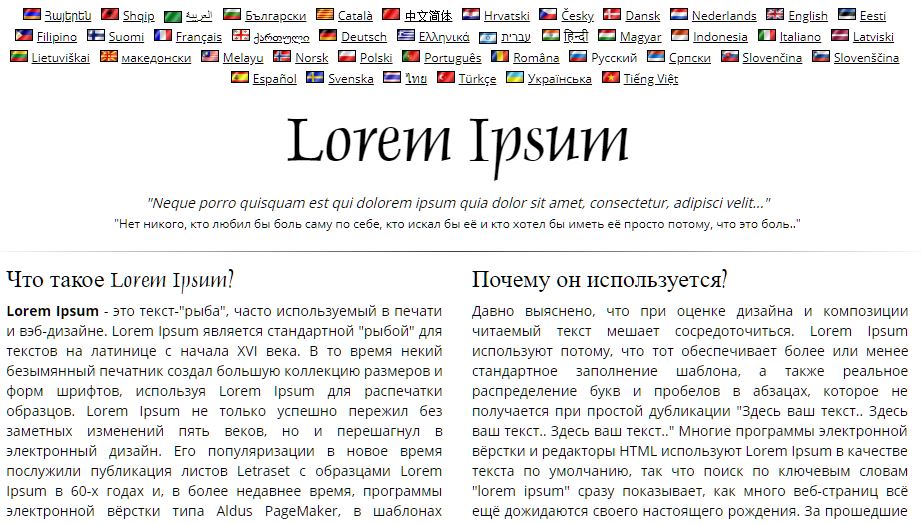 Հայերեն Shqip العربية Български Català 中文简体 Hrvatski Česky Dansk Nederlands English Eesti
Filipino Suomi Français ქართული Deutsch Ελληνικά עברית हिन्दी Magyar Indonesia Italiano Latviski
Lietuviškai македонски Melayu Norsk Polski Português Româna Русский Српски Slovenčina Slovenščina
Español Svenska ไทย Türkçe Українська Tiếng Việt
Lorem Ipsum
"Neque porro quisquam est qui dolorem ipsum quia dolor sit amet, consectetur, adipisci velit..."
"Нет никого, кто любил бы боль саму по себе, кто искал бы её и кто хотел бы иметь её просто потому, что это боль.."
Что такое Lorem Ipsum?
Lorem Ipsum - это текст-"рыба", часто используемый в печати
и вэб-дизайне. Lorem Ipsum является стандартной "рыбой" для
текстов на латинице с начала XVI века. В то время некий
безымянный печатник создал большую коллекцию размеров и
форм шрифтов, используя Lorem Ipsum для распечатки
образцов. Lorem Ipsum не только успешно пережил без
заметных изменений пять веков, но и перешагнул в
электронный дизайн. Его популяризации в новое время
послужили публикация листов Letraset с образцами Lorem
Ipsum в 60-х годах и, в более недавнее время, программы
электронной вёрстки типа Aldus PageMaker, в шаблонах
Почему он используется?
Давно выяснено, что при оценке дизайна и композиции
читаемый текст мешает сосредоточиться. Lorem Ipsum
используют потому, что тот обеспечивает более или менее
стандартное заполнение шаблона, а также реальное
распределение букв и пробелов в абзацах, которое не
получается при простой дубликации "Здесь ваш текст.. Здесь
ваш текст.. Здесь ваш текст.." Многие программы электронной
вёрстки и редакторы HTML используют Lorem Ipsum в качестве
текста по умолчанию, так что поиск по ключевым словам
"lorem ipsum" сразу показывает, как много веб-страниц всё
ещё дожидаются своего настоящего рождения. За прошедшие